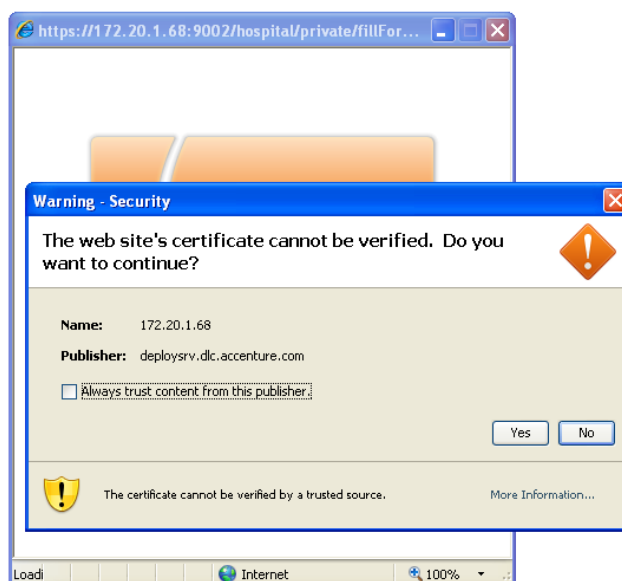 https://172.20.1.68:9002/hospital/private/fillFor...
Warning - Security
The web site's certificate cannot be verified. Do you
want to continue?
Name: 172.20.1.68
Publisher: deploysrv.dlc.accenture.com
Always trust content from this publisher.
Yes No
The certificate cannot be verified by a trusted source. More Information...
Loadi Internet 100%